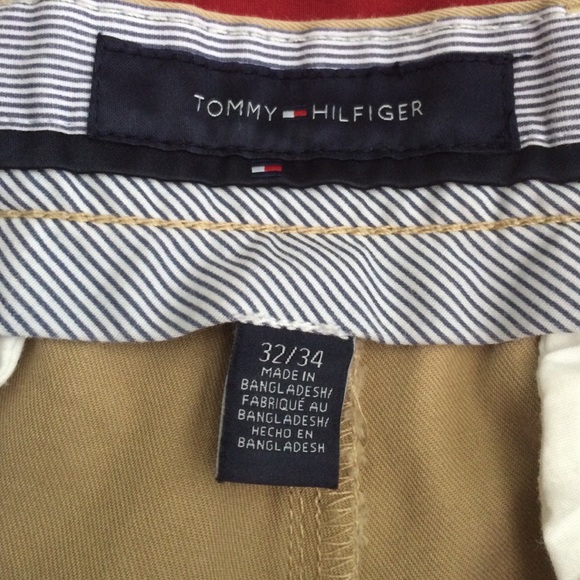 TOMMY HILFIGER
32/34
MADE IN
BANGLADESH/
FABRIQUÉ AU
BANGLADESH/
HECHO EN
BANGLADESH